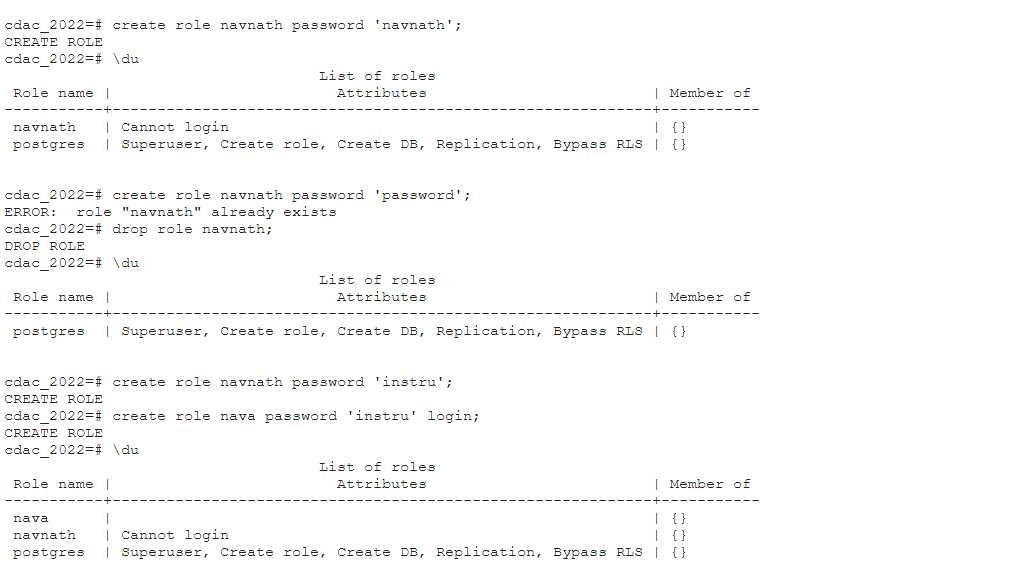 cdac_2022=# create role navnath password 'navnath';
CREATE ROLE
cdac_2022=# \du
                                   List of roles
 Role name |                         Attributes                         | Member of
-----------+------------------------------------------------------------+-----------
 navnath   | Cannot login                                               | {}
 postgres  | Superuser, Create role, Create DB, Replication, Bypass RLS | {}
cdac_2022=# create role navnath password 'password';
ERROR:  role "navnath" already exists
cdac_2022=# drop role navnath;
DROP ROLE
cdac_2022=# \du
                                   List of roles
 Role name |                         Attributes                         | Member of
-----------+------------------------------------------------------------+-----------
 postgres  | Superuser, Create role, Create DB, Replication, Bypass RLS | {}
cdac_2022=# create role navnath password 'instru';
CREATE ROLE
cdac_2022=# create role nava password 'instru' login;
CREATE ROLE
cdac_2022=# \du
                                   List of roles
 Role name |                         Attributes                         | Member of
-----------+------------------------------------------------------------+-----------
 nava      |                                                            | {}
 navnath   | Cannot login                                               | {}
 postgres  | Superuser, Create role, Create DB, Replication, Bypass RLS | {}